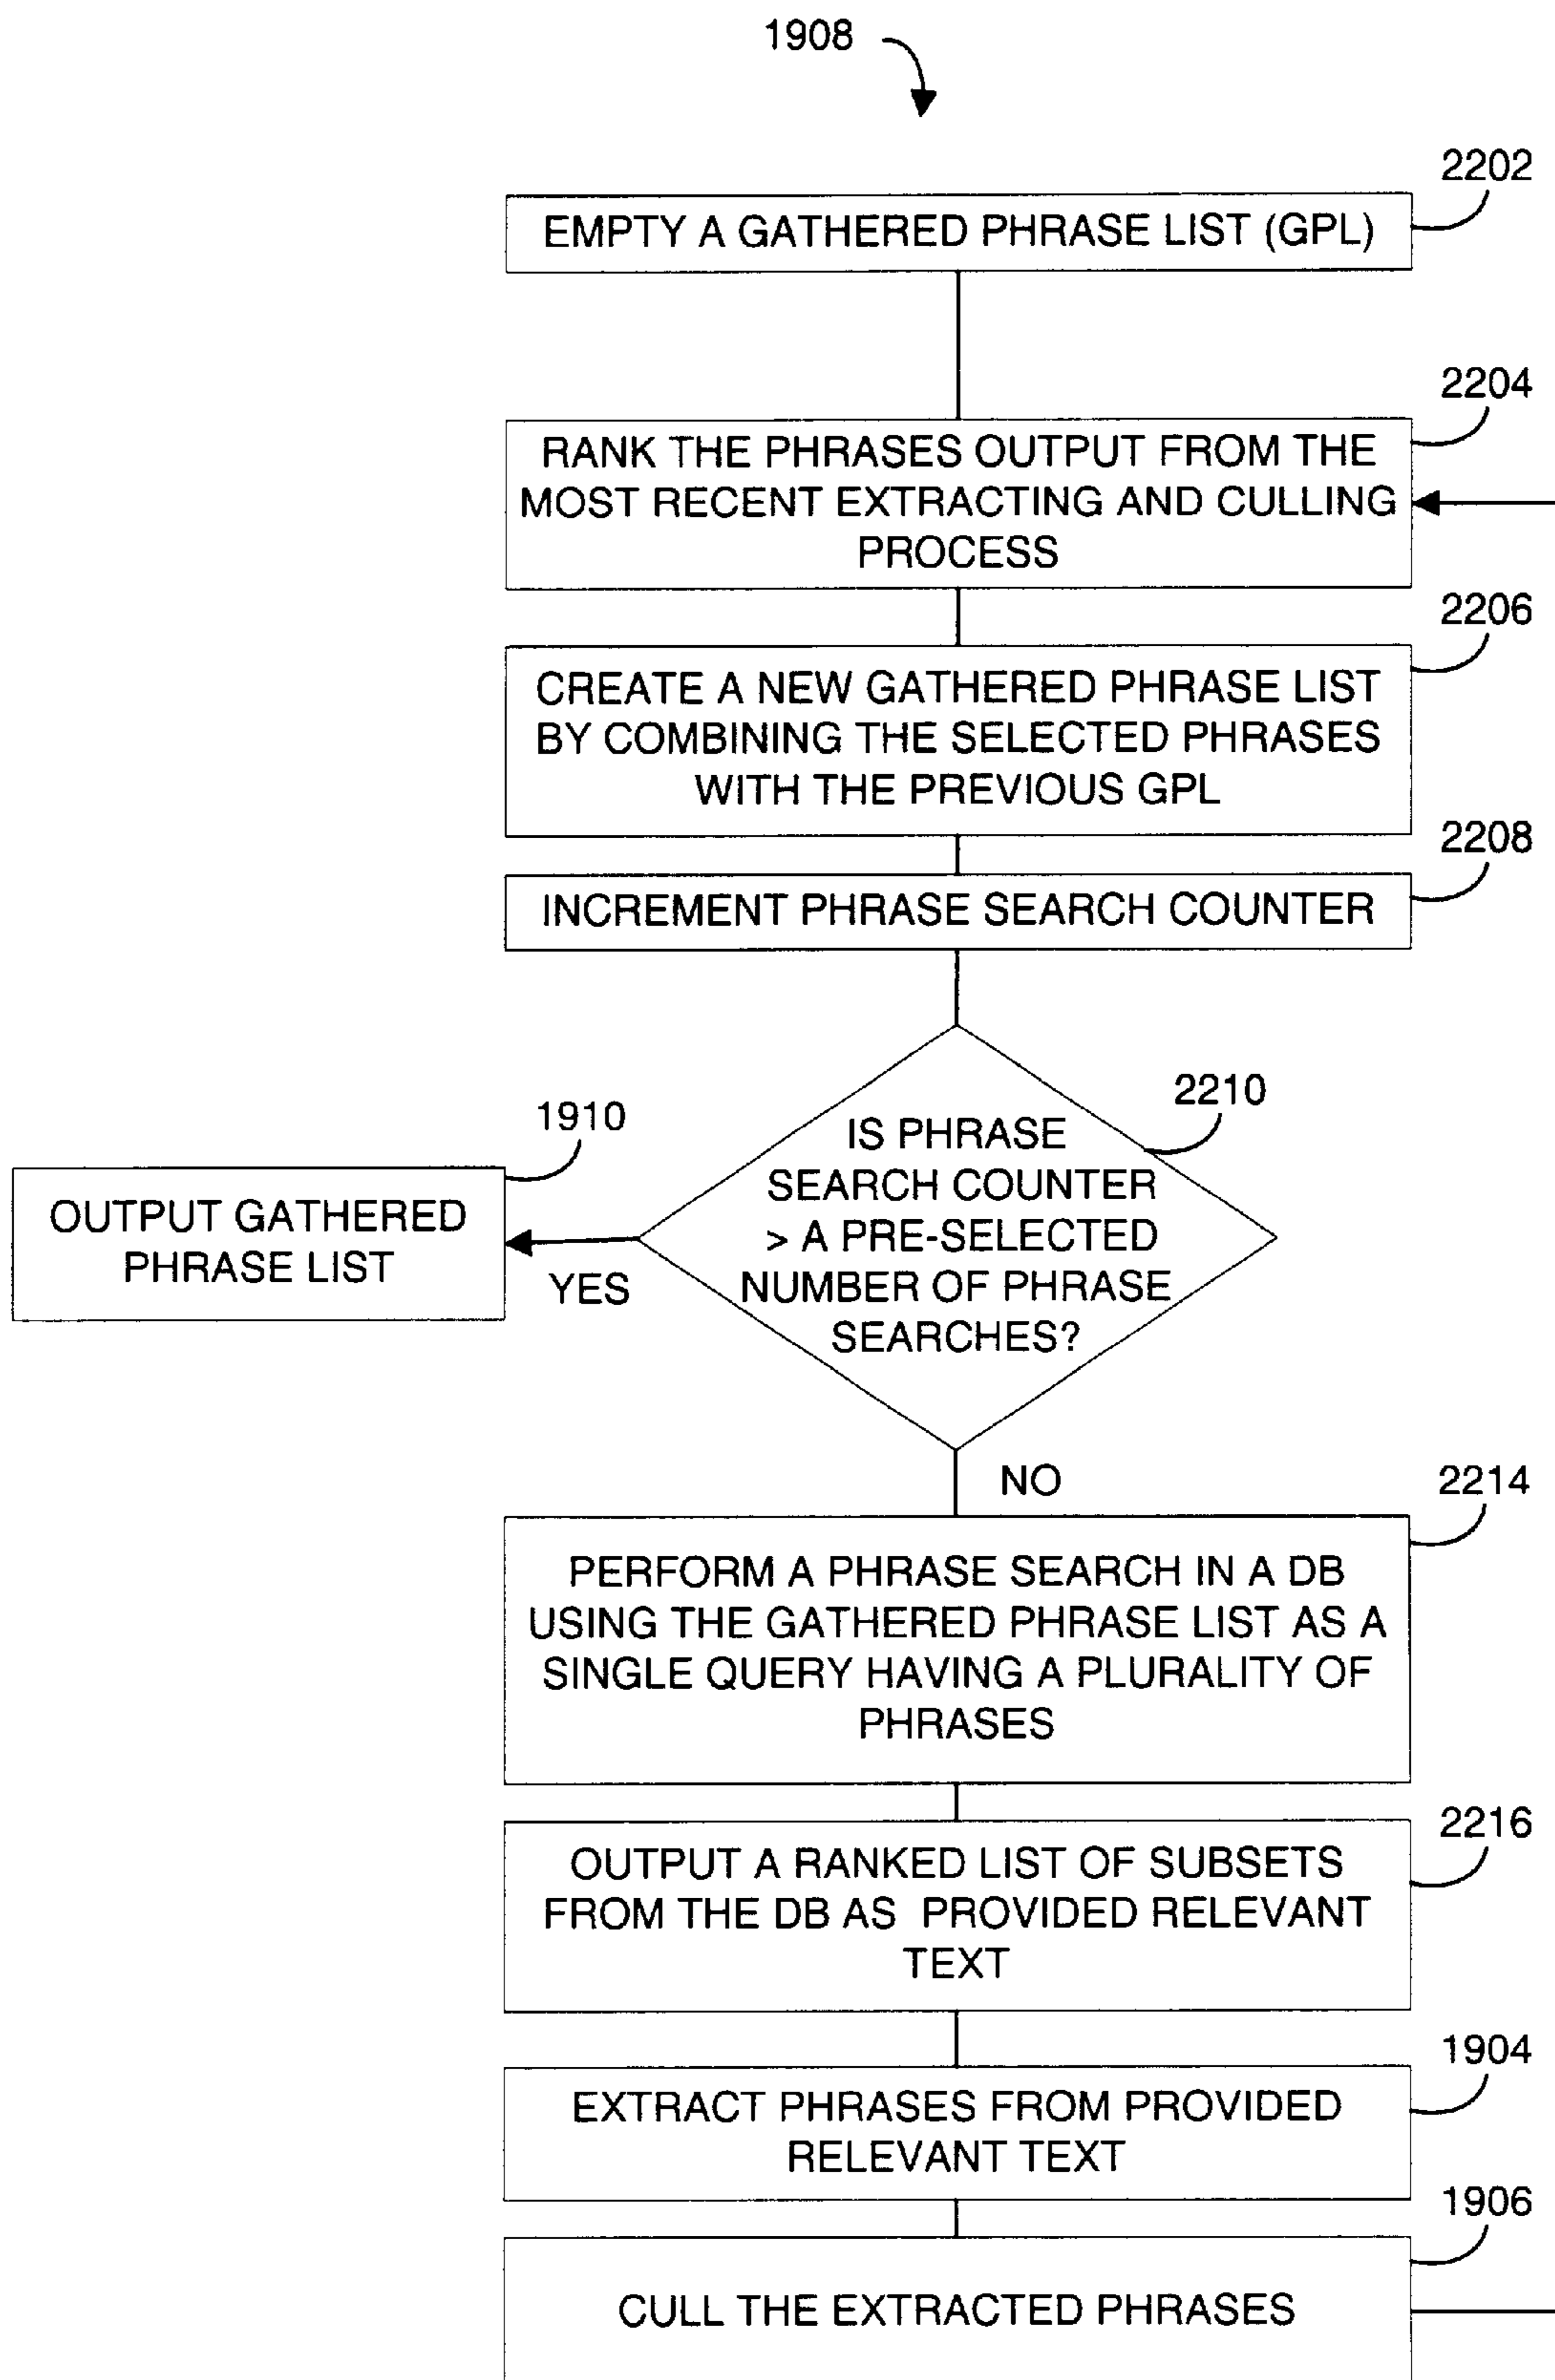 1908
2202
EMPTY A GATHERED PHRASE LIST (GPL)
2204
RANK THE PHRASES OUTPUT FROM THE
MOST RECENT EXTRACTING AND CULLING
PROCESS
2206
CREATE A NEW GATHERED PHRASE LIST
BY COMBINING THE SELECTED PHRASES
WITH THE PREVIOUS GPL
2208
INCREMENT PHRASE SEARCH COUNTER
2210
IS PHRASE
SEARCH COUNTER
> A PRE-SELECTED
NUMBER OF PHRASE
SEARCHES?
1910
OUTPUT GATHERED
PHRASE LIST
YES
NO
2214
PERFORM A PHRASE SEARCH IN A DB
USING THE GATHERED PHRASE LIST AS A
SINGLE QUERY HAVING A PLURALITY OF
PHRASES
2216
OUTPUT A RANKED LIST OF SUBSETS
FROM THE DB AS PROVIDED RELEVANT
TEXT
1904
EXTRACT PHRASES FROM PROVIDED
RELEVANT TEXT
1906
CULL THE EXTRACTED PHRASES